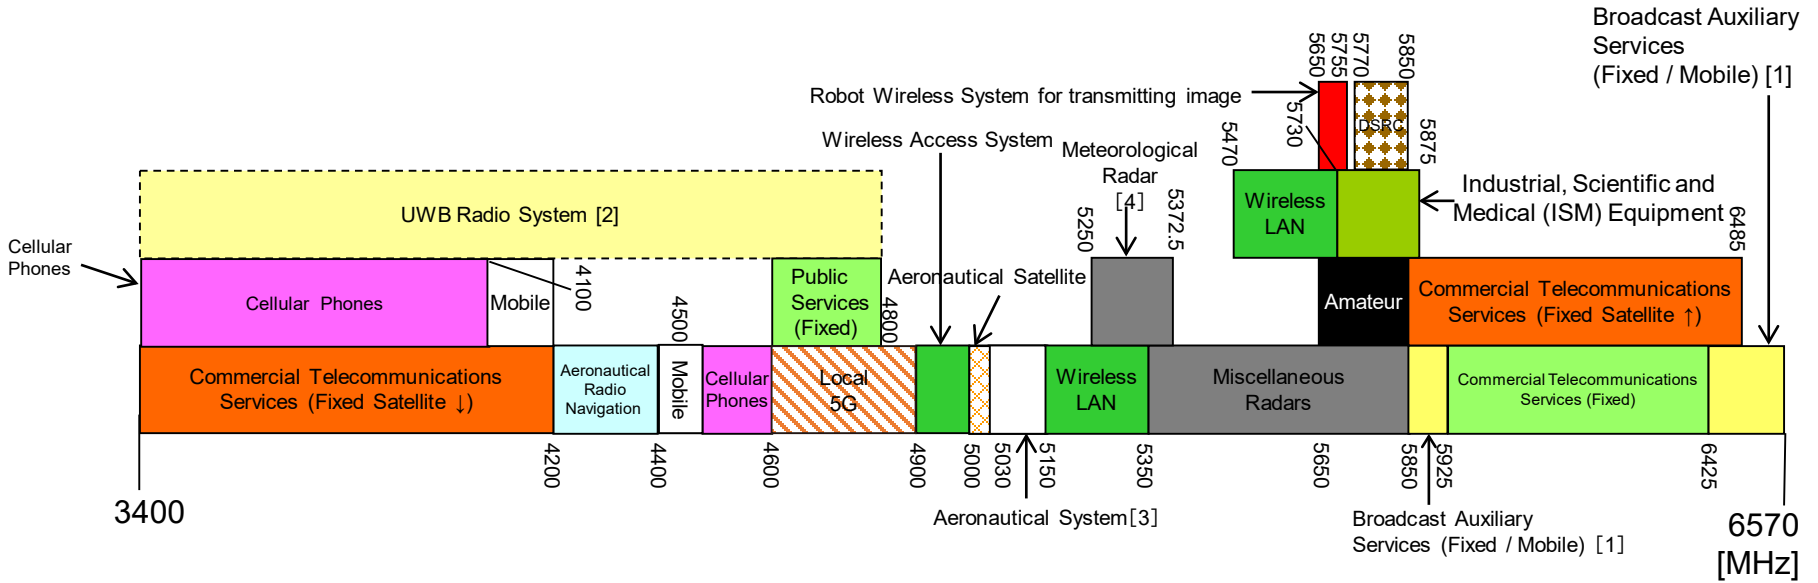 Broadcast Auxiliary
Services
(Fixed / Mobile) [1]
5650
5755
5770
5850
Robot Wireless System for transmitting image
5730
DSRC
5875
5470
Wireless Access System
Meteorological
Radar
[4]
5250
5372.5
Wireless
LAN
Industrial, Scientific and
Medical (ISM) Equipment
6485
UWB Radio System [2]
Cellular
Phones
Cellular Phones
Mobile
4100
4500
Public
Services
(Fixed)
4800
Aeronautical Satellite
Amateur
Commercial Telecommunications
Services (Fixed Satellite ↑)
Commercial Telecommunications
Services (Fixed Satellite ↓)
Aeronautical
Radio
Navigation
Mobile
Cellular
Phones
Local
5G
Wireless
LAN
Miscellaneous
Radars
Commercial Telecommunications
Services (Fixed)
3400
4200
4400
4600
4900
5000
5030
5150
5350
5650
5850
5925
6425
6570
[MHz]
Aeronautical System[3]
Broadcast Auxiliary
Services (Fixed / Mobile) [1]